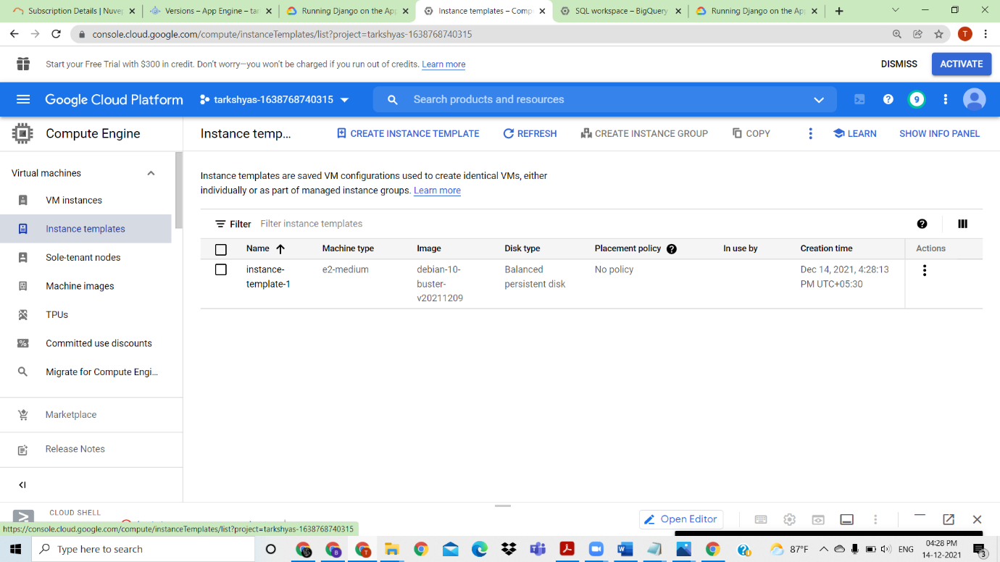 Subscription Details | Nuvep
Versions – App Engine – tar
Running Django on the App
Instance templates – Comp
SQL workspace – BigQuery
Running Django on the App
console.cloud.google.com/compute/instanceTemplates/list?project=tarkshyas-1638768740315
T
Start your Free Trial with $300 in credit. Don't worry—you won't be charged if you run out of credits. Learn more
DISMISS
ACTIVATE
Google Cloud Platform
tarkshyas-1638768740315
Search products and resources
9
Compute Engine
Instance temp...
CREATE INSTANCE TEMPLATE
REFRESH
CREATE INSTANCE GROUP
COPY
LEARN
SHOW INFO PANEL
Virtual machines
VM instances
Instance templates
Sole-tenant nodes
Machine images
TPUs
Committed use discounts
Migrate for Compute Engi...
Marketplace
Release Notes
Instance templates are saved VM configurations used to create identical VMs, either
individually or as part of managed instance groups. Learn more
Filter Filter instance templates
Name Machine type Image Disk type Placement policy In use by Creation time Actions
instance- e2-medium debian-10- Balanced No policy Dec 14, 2021, 4:28:13
template-1 buster- persistent disk PM UTC+05:30
v20211209
CLOUD SHELL
Open Editor
https://console.cloud.google.com/compute/instanceTemplates/list?project=tarkshyas-1638768740315
Type here to search
87°F
ENG
04:28 PM
14-12-2021
3